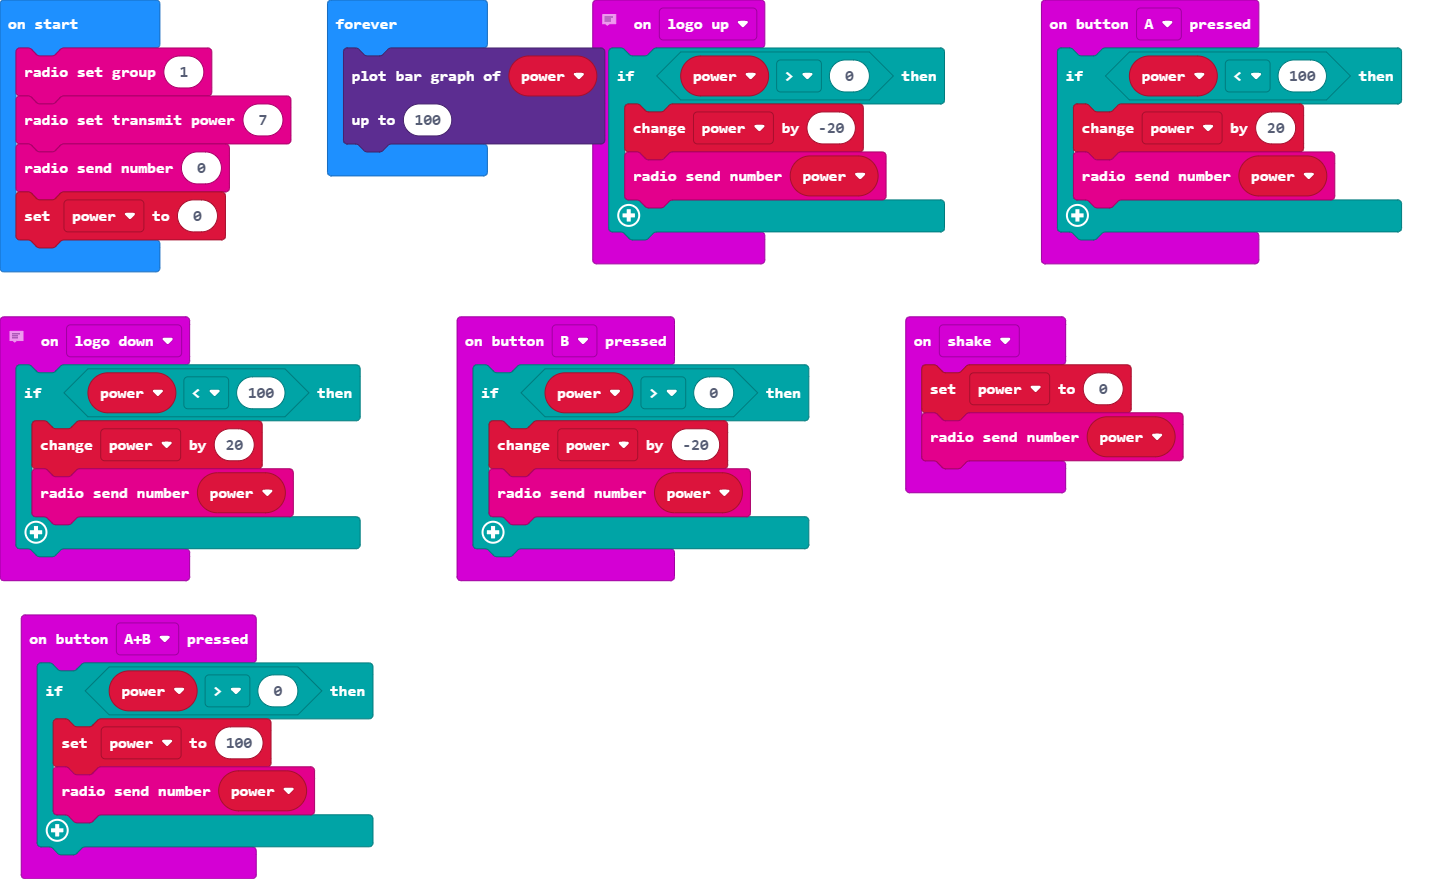 on start
radio set group 1
radio set transmit power 7
radio send number 0
set power to 0
forever
plot bar graph of power
up to 100
on logo up
if power > 0 then
change power by -20
radio send number power
on button A pressed
if power < 100 then
change power by 20
radio send number power
on logo down
if power < 100 then
change power by 20
radio send number power
on button B pressed
if power > 0 then
change power by -20
radio send number power
on shake
set power to 0
radio send number power
on button A+B pressed
if power > 0 then
set power to 100
radio send number power